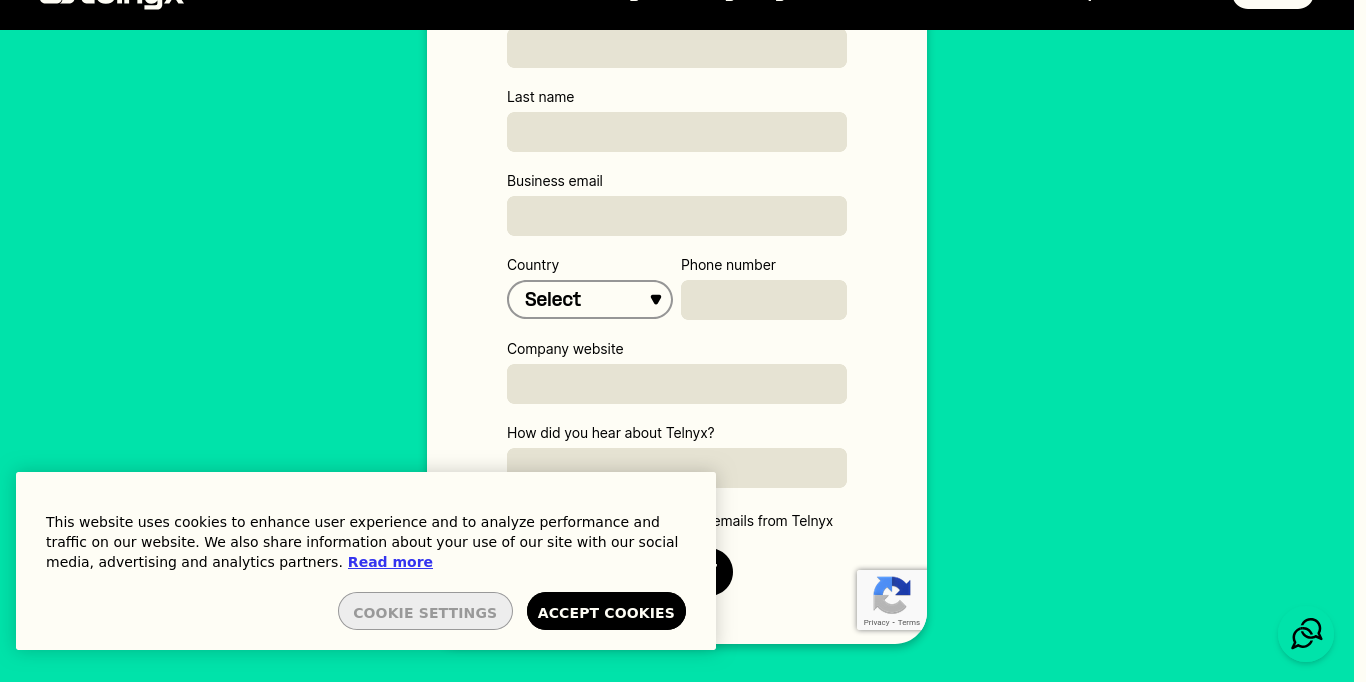 Last name
Business email
Country
Phone number
Select
Company website
How did you hear about Telnyx?
emails from Telnyx
This website uses cookies to enhance user experience and to analyze performance and
traffic on our website. We also share information about your use of our site with our social
media, advertising and analytics partners. Read more
COOKIE SETTINGS
ACCEPT COOKIES
Privacy - Terms